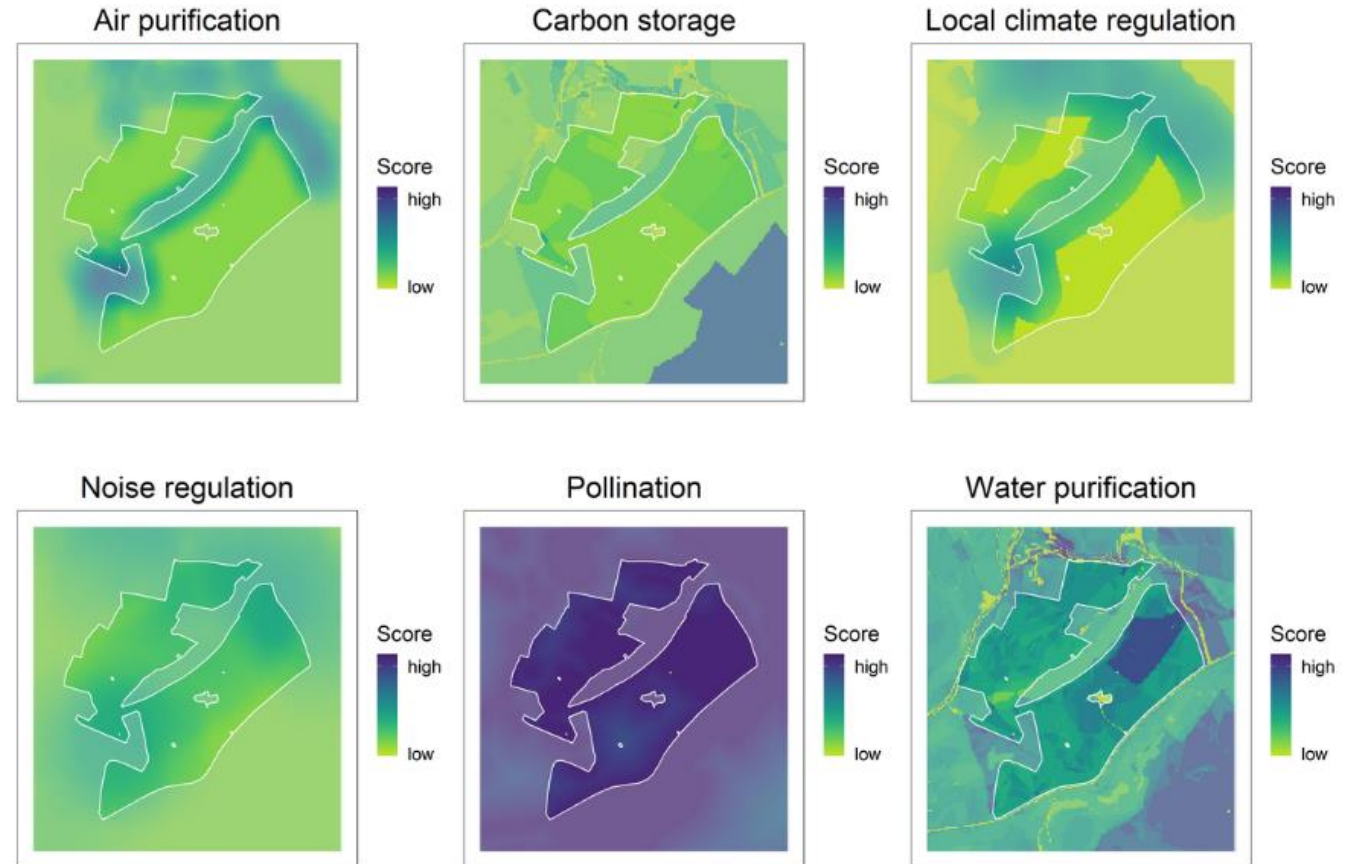 Air purification
Carbon storage
Local climate regulation
Score
high
low
Score
high
low
Score
high
low
Noise regulation
Pollination
Water purification
Score
high
low
Score
high
low
Score
high
low